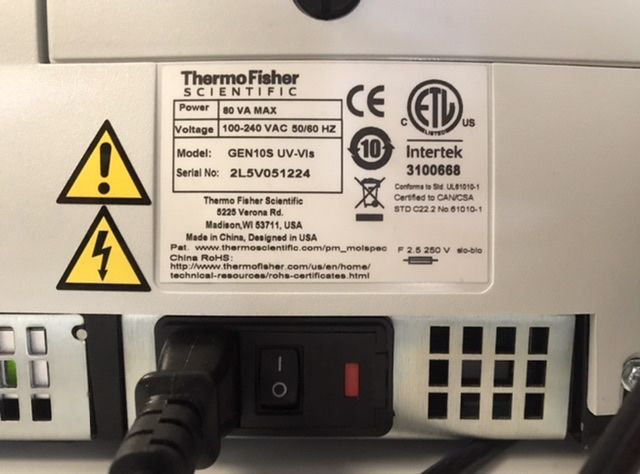 ThermoFisher
SCIENTIFIC
Power 80 VA MAX
Voltage 100-240 VAC 50/60 HZ
Model: GEN10S UV-Vis
Serial No: 2L5V051224
Thermo Fisher Scientific
5225 Verona Rd.
Madison,WI 53711, USA
Made in China, Designed in USA
Pat. www.thermoscientific.com/pm_molspec
China RoHS:
http://www.thermofisher.com/us/en/home/
technical-resources/rohs-certificates.html
CE
C ETL US
LISTED
10
Intertek
3100668
Conforms to Std. UL61010-1
Certified to CAN/CSA
STD C22.2 No.61010-1
F 2.5 250 V slo-blo
I
O